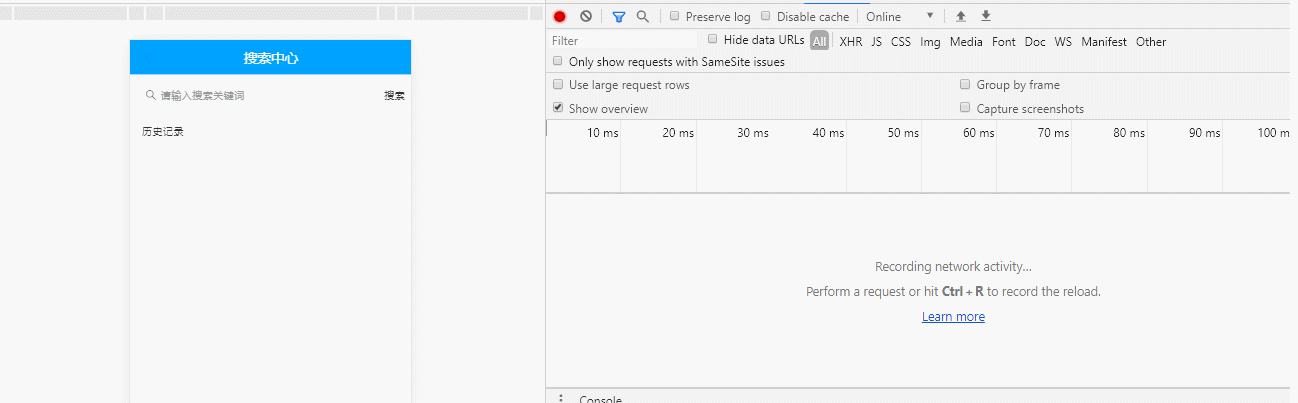 搜索中心
请输入搜索关键词 搜索
历史记录
Preserve log Disable cache Online
Filter Hide data URLs All XHR JS CSS Img Media Font Doc WS Manifest Other
Only show requests with SameSite issues
Use large request rows Group by frame
Show overview Capture screenshots
10 ms 20 ms 30 ms 40 ms 50 ms 60 ms 70 ms 80 ms 90 ms 100 m
Recording network activity…
Perform a request or hit Ctrl + R to record the reload.
Learn more
Console